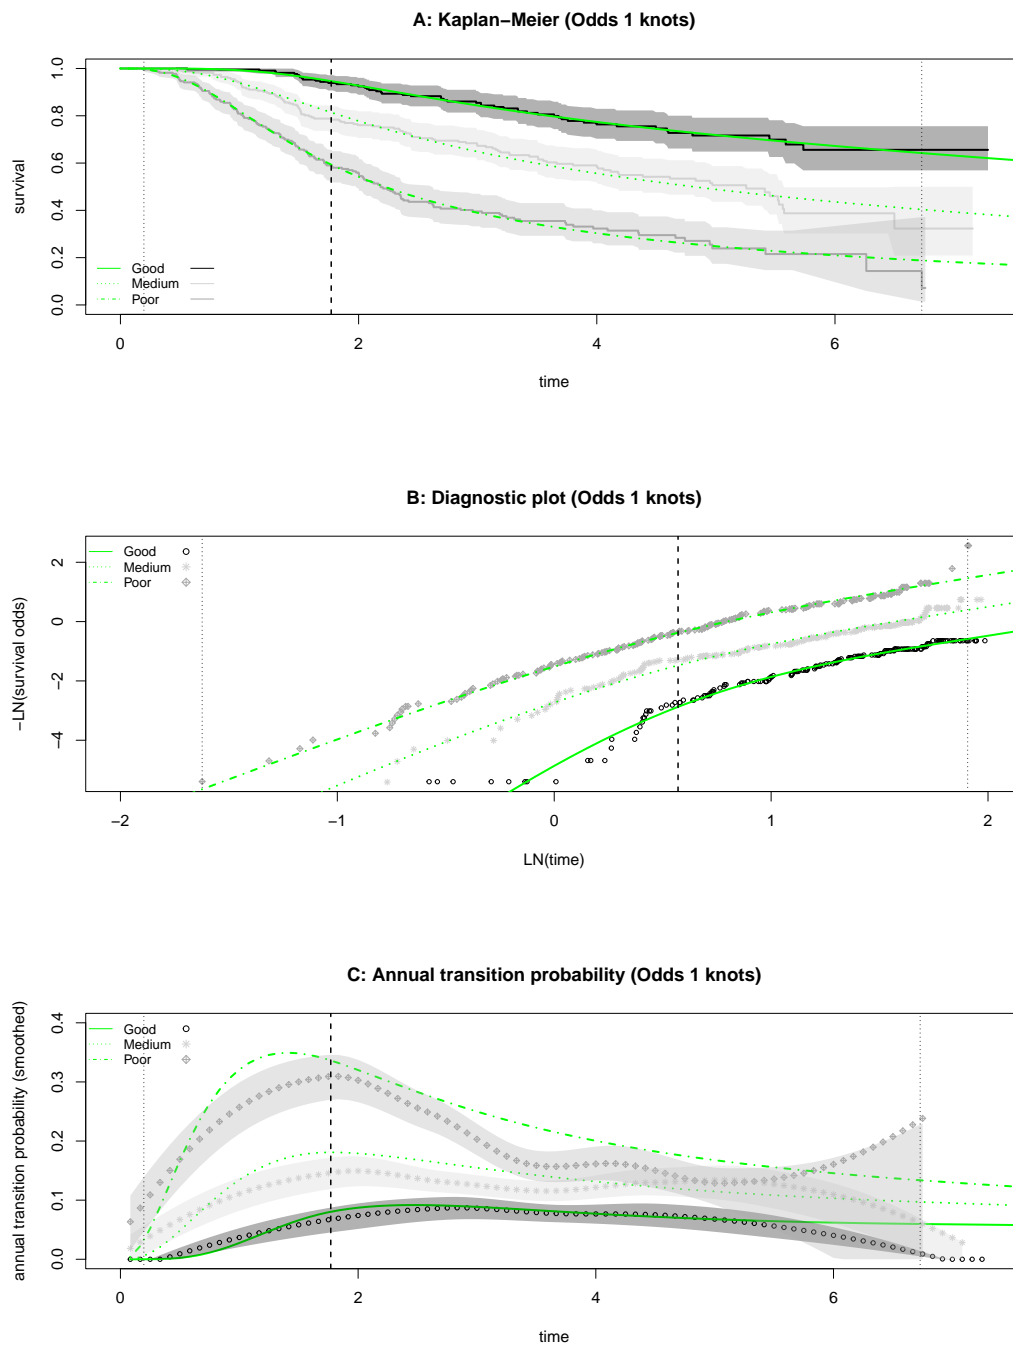 A: Kaplan−Meier (Odds 1 knots)
survival
1.0
0.8
0.6
0.4
0.2
0.0
Good
Medium
Poor
0 2 4 6
time
B: Diagnostic plot (Odds 1 knots)
−LN(survival odds)
2
0
−2
−4
Good
Medium
Poor
−2 −1 0 1 2
LN(time)
C: Annual transition probability (Odds 1 knots)
annual transition probability (smoothed)
0.4
0.3
0.2
0.1
0.0
Good
Medium
Poor
0 2 4 6
time